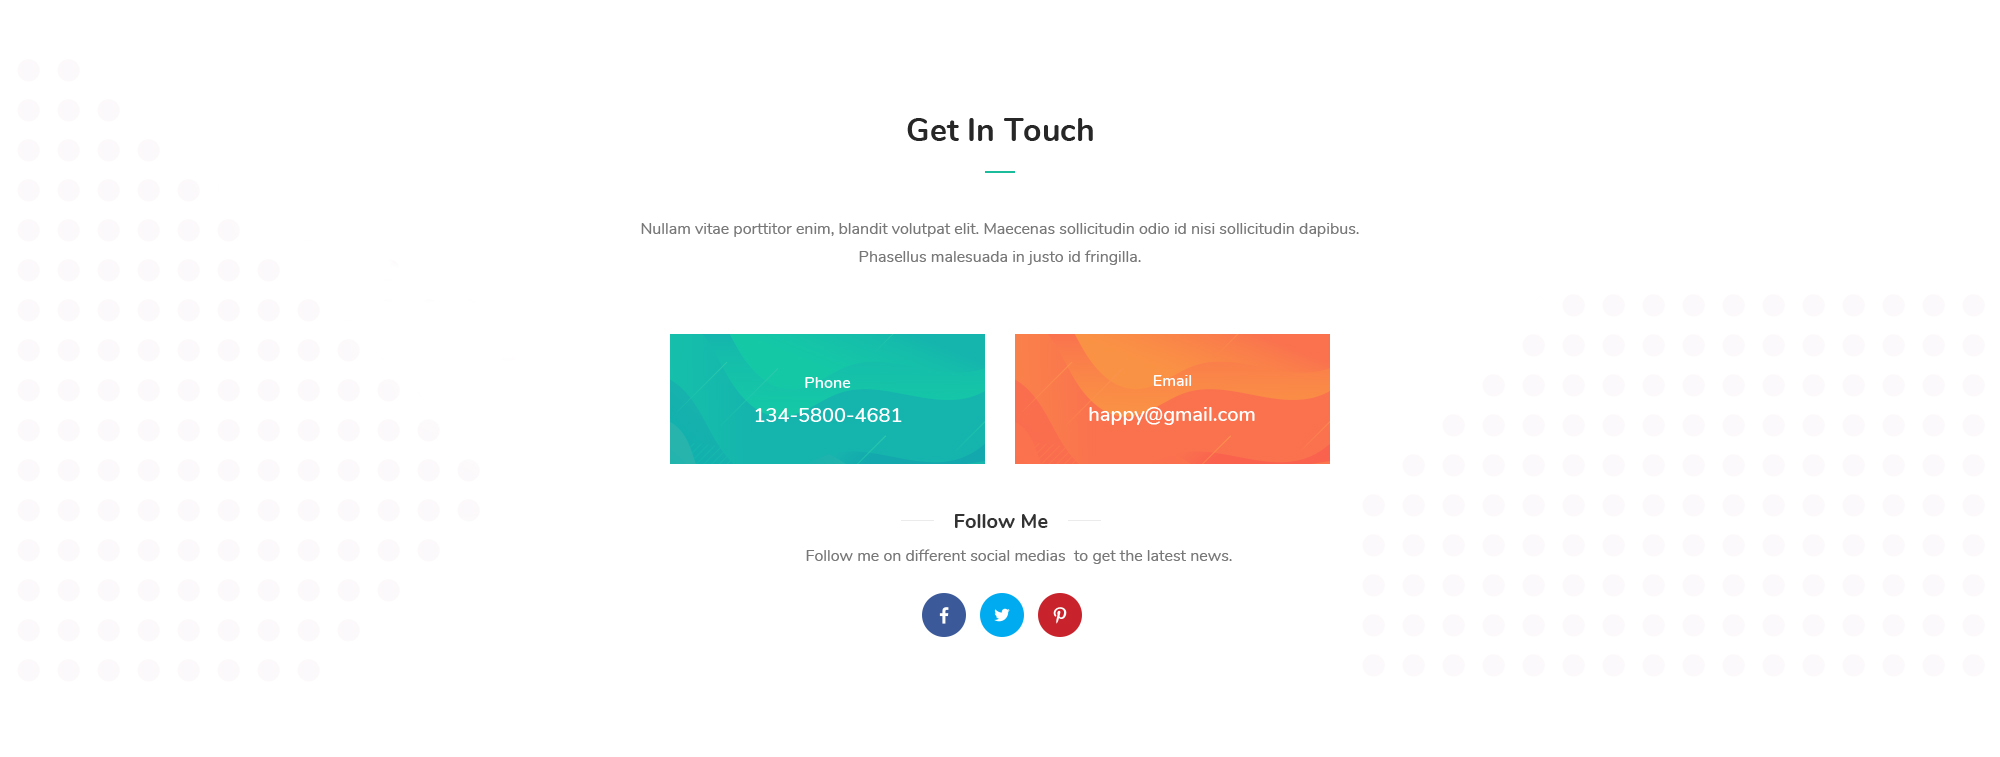 Get In Touch
Nullam vitae porttitor enim, blandit volutpat elit. Maecenas sollicitudin odio id nisi sollicitudin dapibus.
Phasellus malesuada in justo id fringilla.
Phone
134-5800-4681
Email
happy@gmail.com
Follow Me
Follow me on different social medias  to get the latest news.